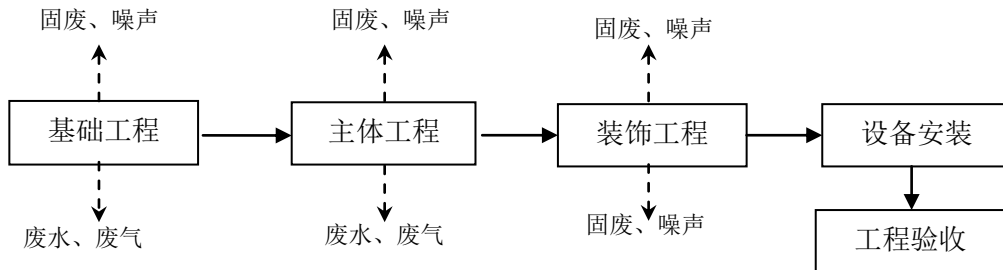 固废、噪声
固废、噪声
固废、噪声
基础工程
主体工程
装饰工程
设备安装
废水、废气
废水、废气
固废、噪声
工程验收